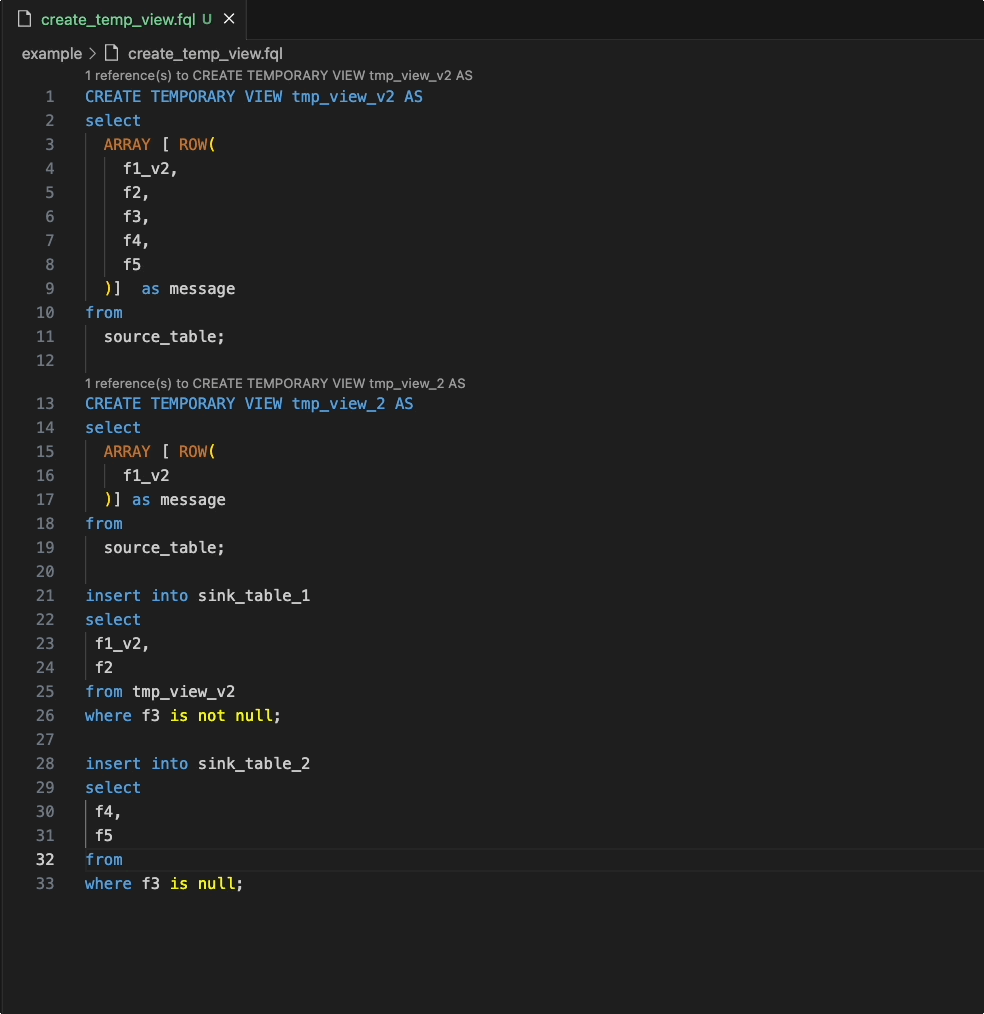 create_temp_view.fql U ×
example > create_temp_view.fql
1 reference(s) to CREATE TEMPORARY VIEW tmp_view_v2 AS
1 CREATE TEMPORARY VIEW tmp_view_v2 AS
2 select
3 ARRAY [ ROW(
4 f1_v2,
5 f2,
6 f3,
7 f4,
8 f5
9 )]  as message
10 from
11 source_table;
12
1 reference(s) to CREATE TEMPORARY VIEW tmp_view_2 AS
13 CREATE TEMPORARY VIEW tmp_view_2 AS
14 select
15 ARRAY [ ROW(
16 f1_v2
17 )] as message
18 from
19 source_table;
20
21 insert into sink_table_1
22 select
23 f1_v2,
24 f2
25 from tmp_view_v2
26 where f3 is not null;
27
28 insert into sink_table_2
29 select
30 f4,
31 f5
32 from
33 where f3 is null;